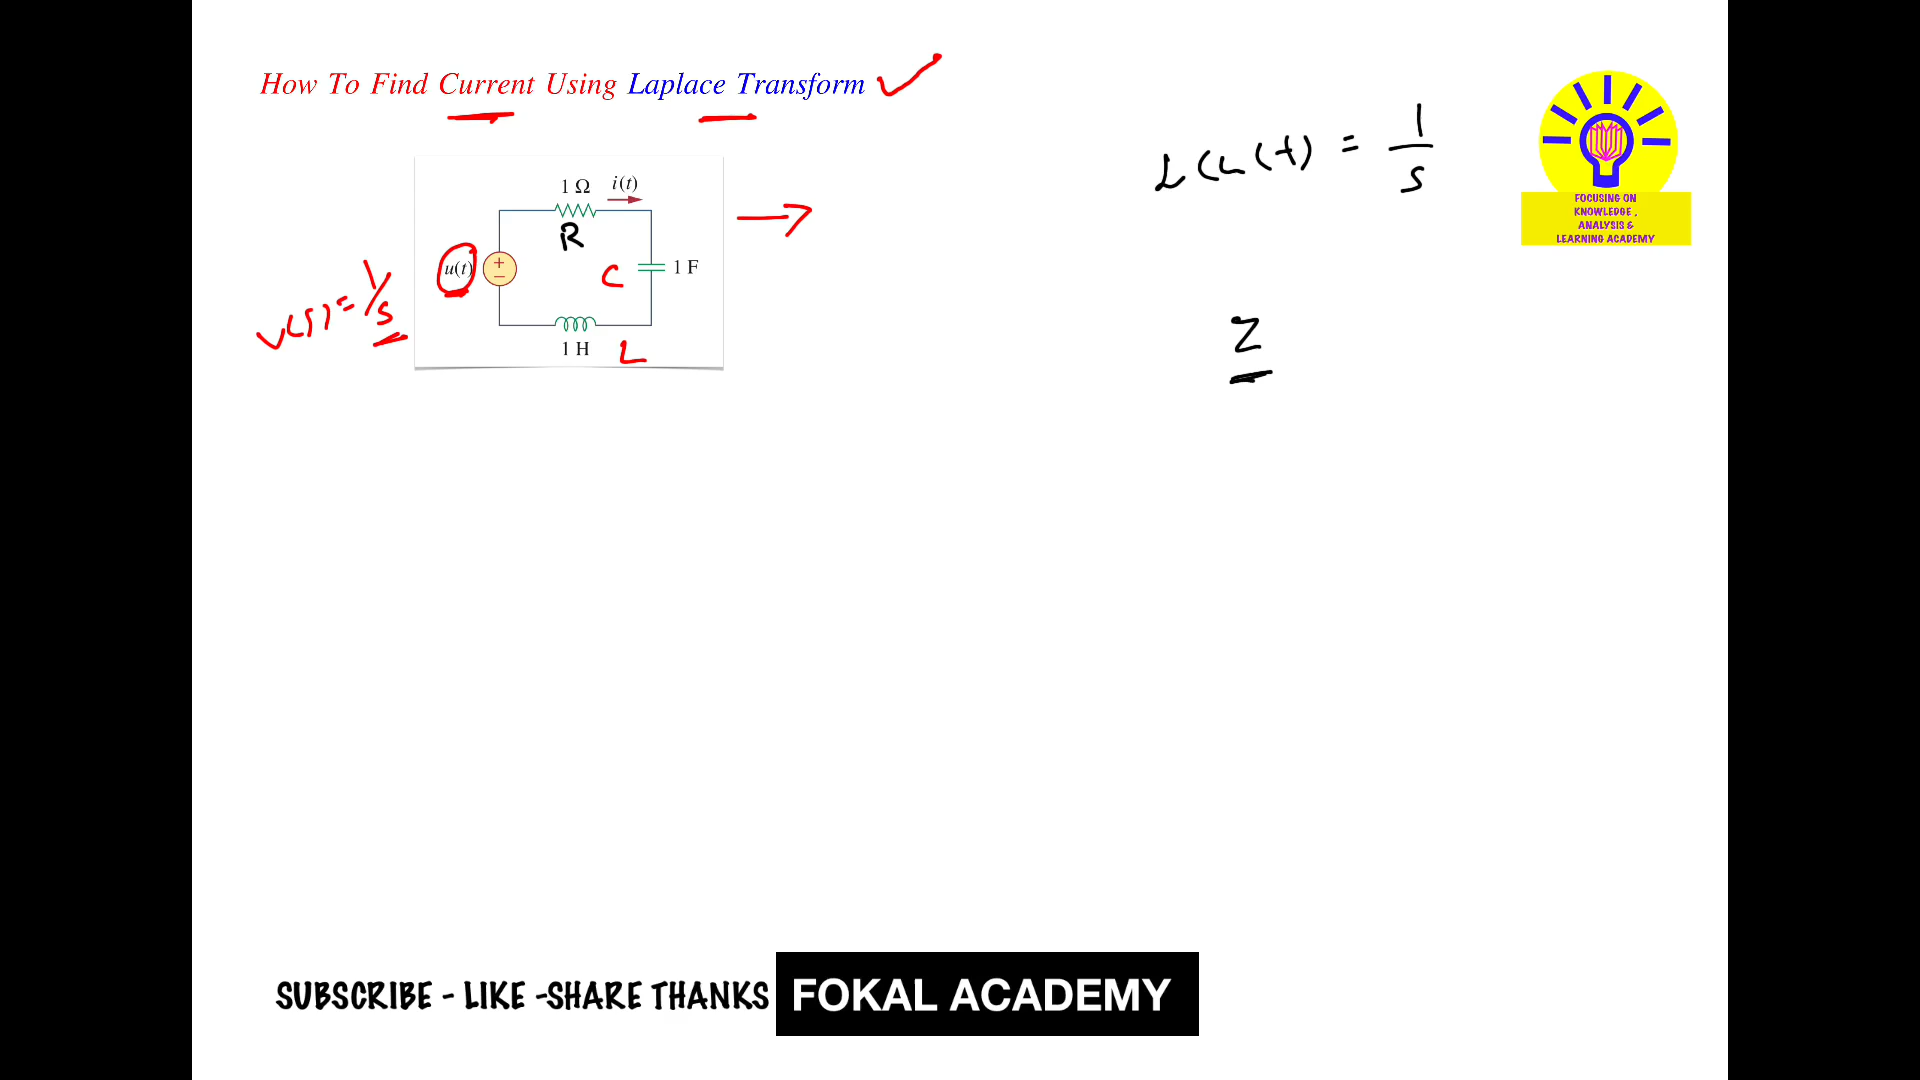 How To Find Current Using Laplace Transform
L(u(t) = 1/s
FOCUSING ON
KNOWLEDGE ,
ANALYSIS &
LEARNING ACADEMY
1 Ω i(t)
R
u(t) + − C 1 F
V(s) = 1/s
1 H L
Z
SUBSCRIBE - LIKE -SHARE THANKS FOKAL ACADEMY